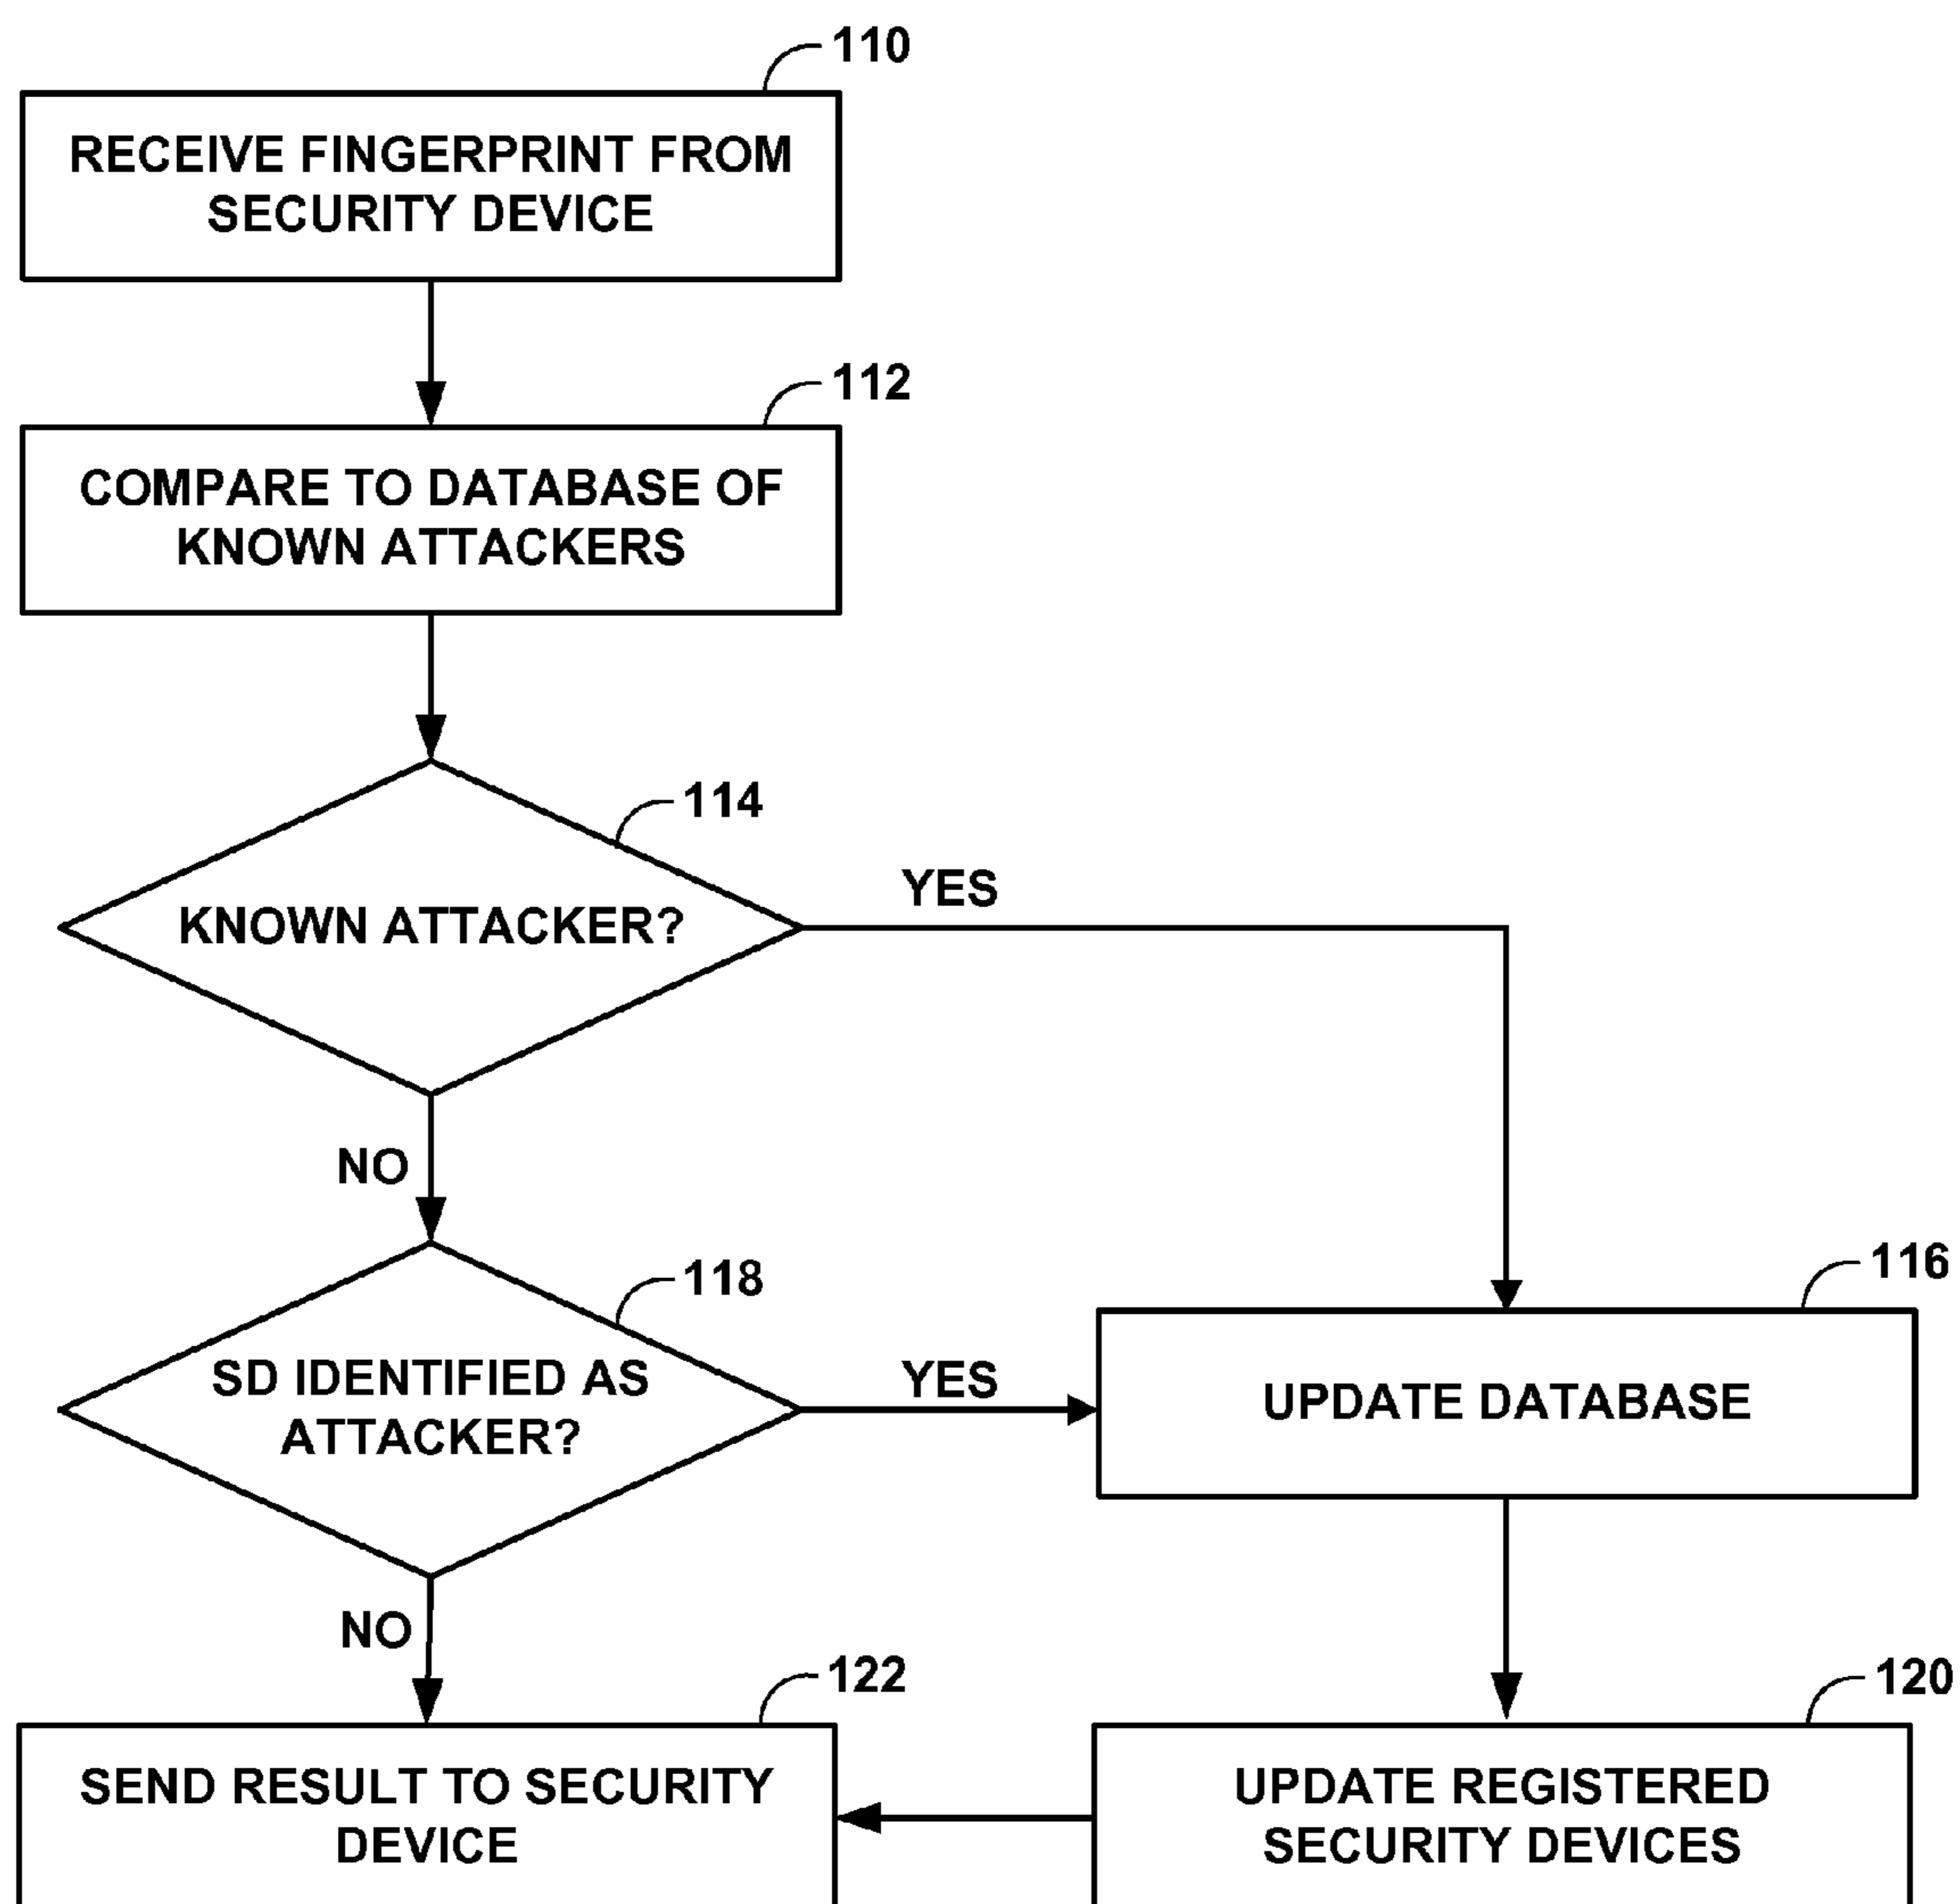 110
RECEIVE FINGERPRINT FROM
SECURITY DEVICE
112
COMPARE TO DATABASE OF
KNOWN ATTACKERS
114
KNOWN ATTACKER?
YES
NO
118
SD IDENTIFIED AS
ATTACKER?
YES
116
UPDATE DATABASE
NO
122
SEND RESULT TO SECURITY
DEVICE
120
UPDATE REGISTERED
SECURITY DEVICES